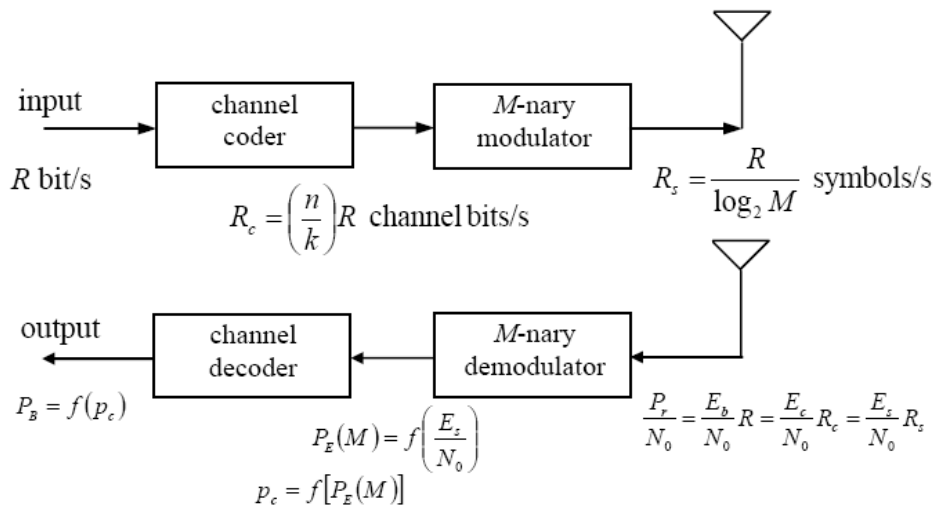 input
channel
coder
M-nary
modulator
R bit/s
R_c = (n/k) R channel bits/s
R_s = R / log_2 M symbols/s
output
channel
decoder
M-nary
demodulator
P_B = f(p_c)
P_E(M) = f(E_s/N_0)
p_c = f[P_E(M)]
P_r/N_0 = E_b/N_0 R = E_c/N_0 R_c = E_s/N_0 R_s